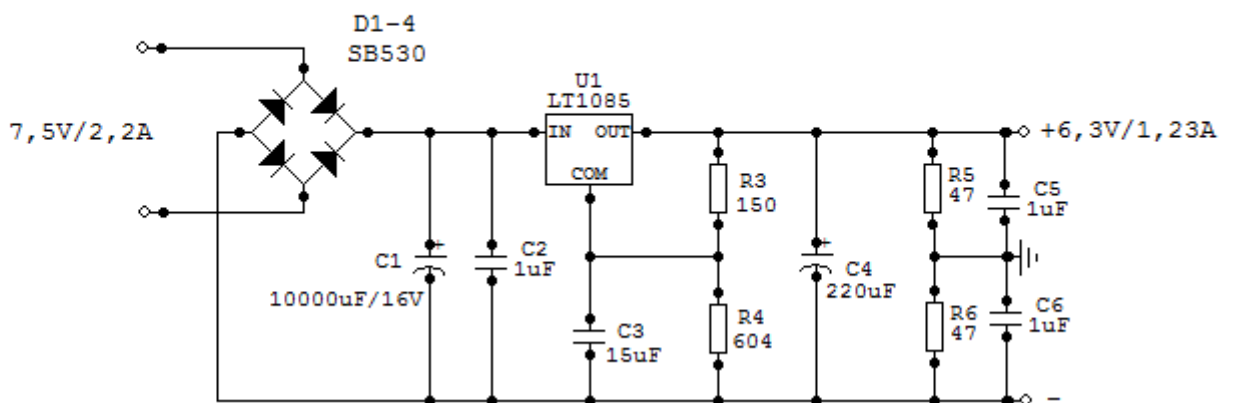 D1-4
SB530
7,5V/2,2A
U1
LT1085
IN OUT
COM
+6,3V/1,23A
R3
150
R5
47
C5
1uF
C1
+
10000uF/16V
C2
1uF
+
C4
220uF
C3
15uF
R4
604
R6
47
C6
1uF
-